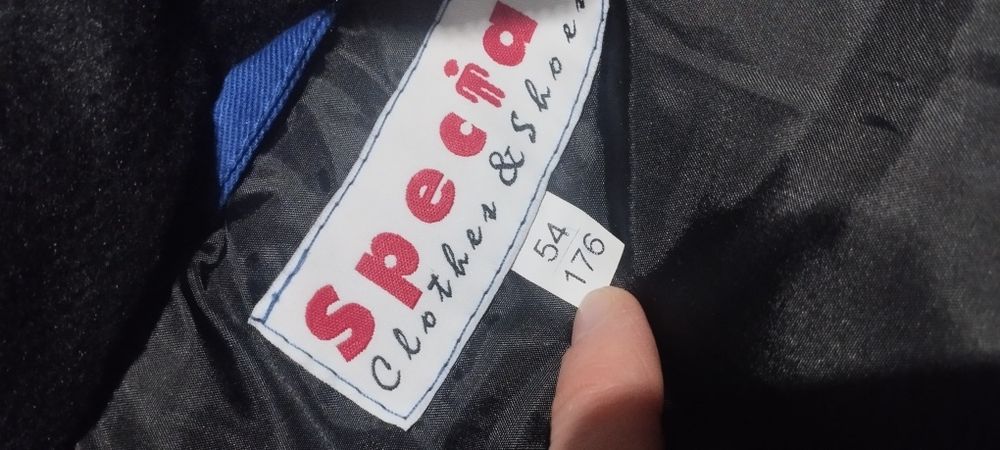 Specia
Clothes & Shoes
54
176